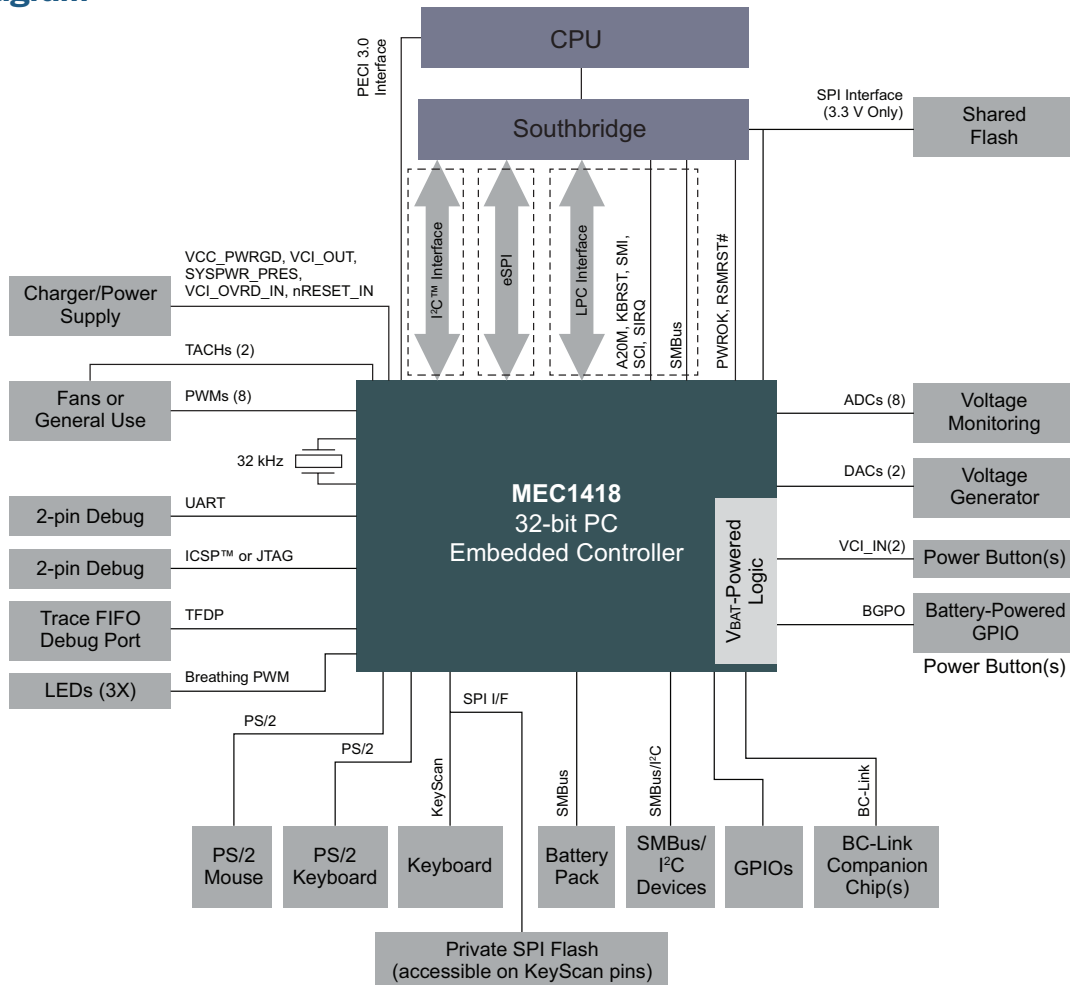 CPU
PECI 3.0
Interface
Southbridge
SPI Interface
(3.3 V Only)
Shared
Flash
I²C™ Interface
eSPI
LPC Interface
A20M, KBRST, SMI,
SCI, SIRQ
SMBus
PWROK, RSMRST#
VCC_PWRGD, VCI_OUT,
SYSPWR_PRES,
VCI_OVRD_IN, nRESET_IN
Charger/Power
Supply
TACHs (2)
Fans or
General Use
PWMs (8)
32 kHz
2-pin Debug
UART
2-pin Debug
ICSP™ or JTAG
Trace FIFO
Debug Port
TFDP
LEDs (3X)
Breathing PWM
MEC1418
32-bit PC
Embedded Controller
VBAT-Powered
Logic
ADCs (8)
Voltage
Monitoring
DACs (2)
Voltage
Generator
VCI_IN(2)
Power Button(s)
BGPO
Battery-Powered
GPIO
Power Button(s)
PS/2
PS/2
KeyScan
SPI I/F
SMBus
SMBus/I²C
BC-Link
PS/2
Mouse
PS/2
Keyboard
Keyboard
Battery
Pack
SMBus/
I²C
Devices
GPIOs
BC-Link
Companion
Chip(s)
Private SPI Flash
(accessible on KeyScan pins)